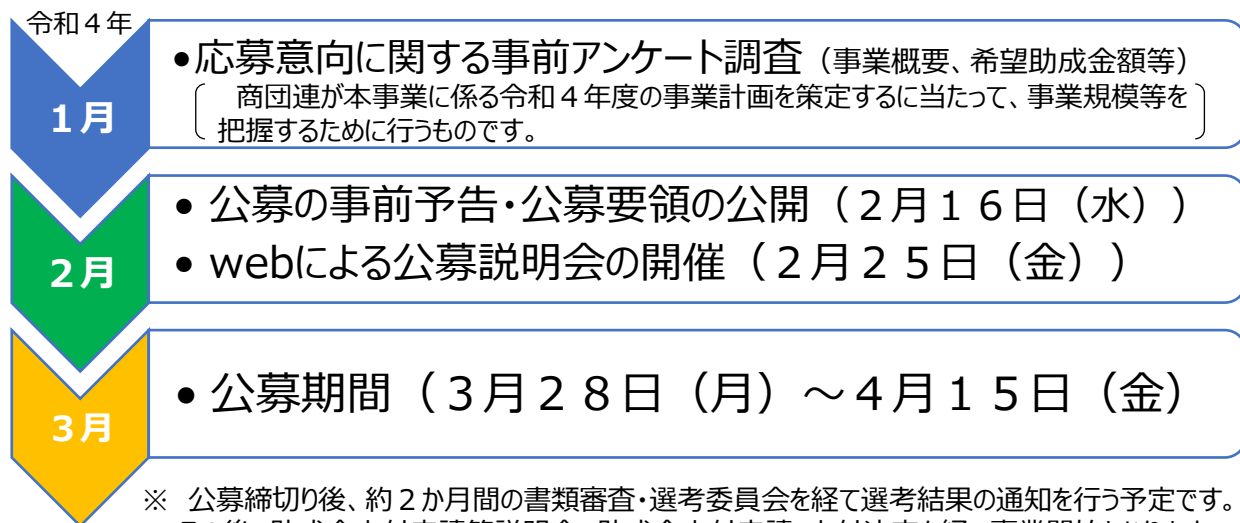 令和４年
１月
•応募意向に関する事前アンケート調査（事業概要、希望助成金額等）
商団連が本事業に係る令和４年度の事業計画を策定するに当たって、事業規模等を
把握するために行うものです。
２月
• 公募の事前予告・公募要領の公開（２月１６日（水））
• webによる公募説明会の開催（２月２５日（金））
３月
• 公募期間（３月２８日（月）～４月１５日（金）
※　公募締切り後、約２か月間の書類審査・選考委員会を経て選考結果の通知を行う予定です。